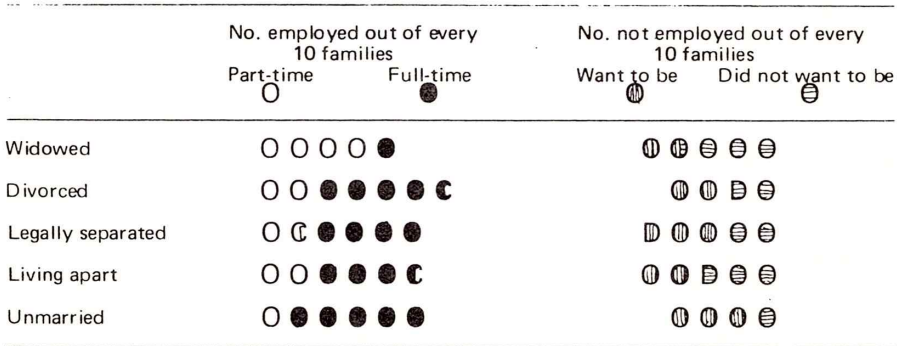 No. employed out of every No. not employed out of every
10 families 10 families
Part-time Full-time Want to be Did not want to be
Widowed
Divorced
Legally separated
Living apart
Unmarried